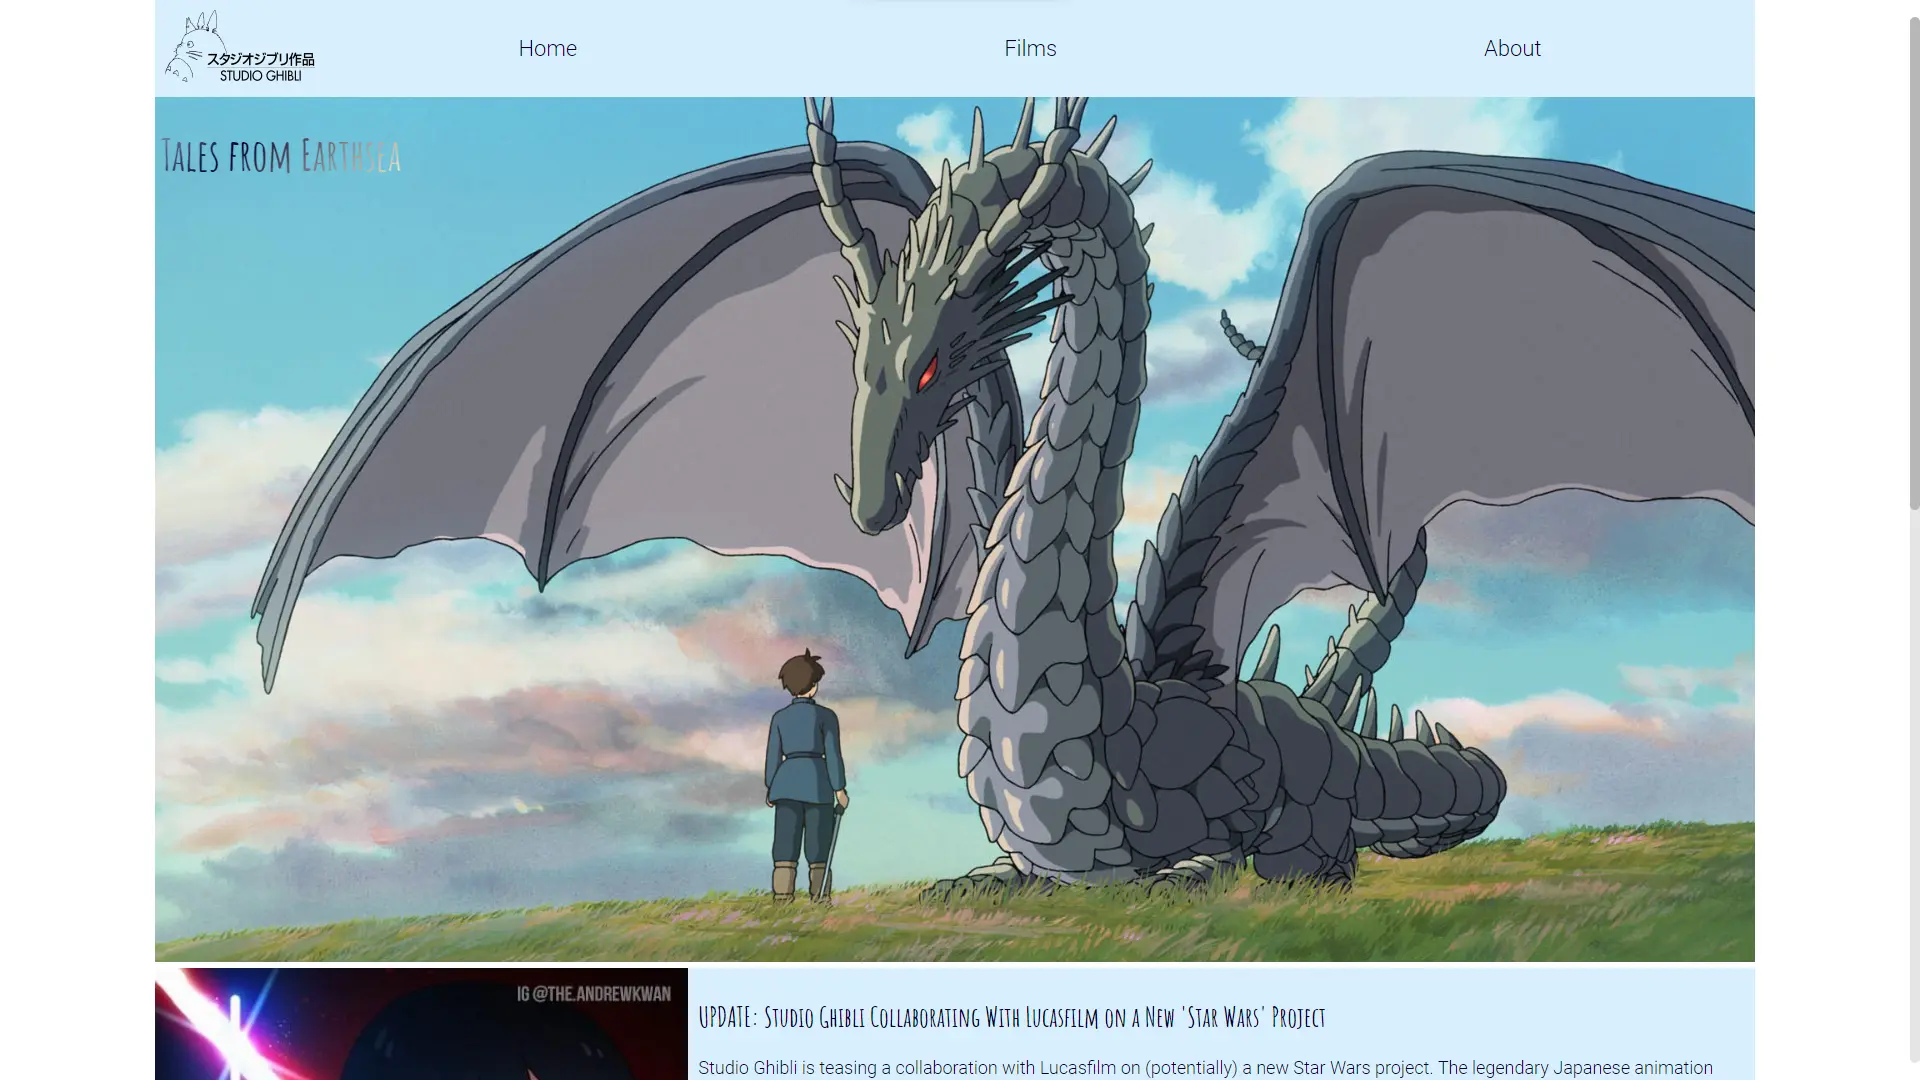 スタジオジブリ作品
STUDIO GHIBLI
Home
Films
About
Tales from Earthsea
IG @THE.ANDREWKWAN
UPDATE: Studio Ghibli Collaborating With Lucasfilm on a New 'Star Wars' Project
Studio Ghibli is teasing a collaboration with Lucasfilm on (potentially) a new Star Wars project. The legendary Japanese animation